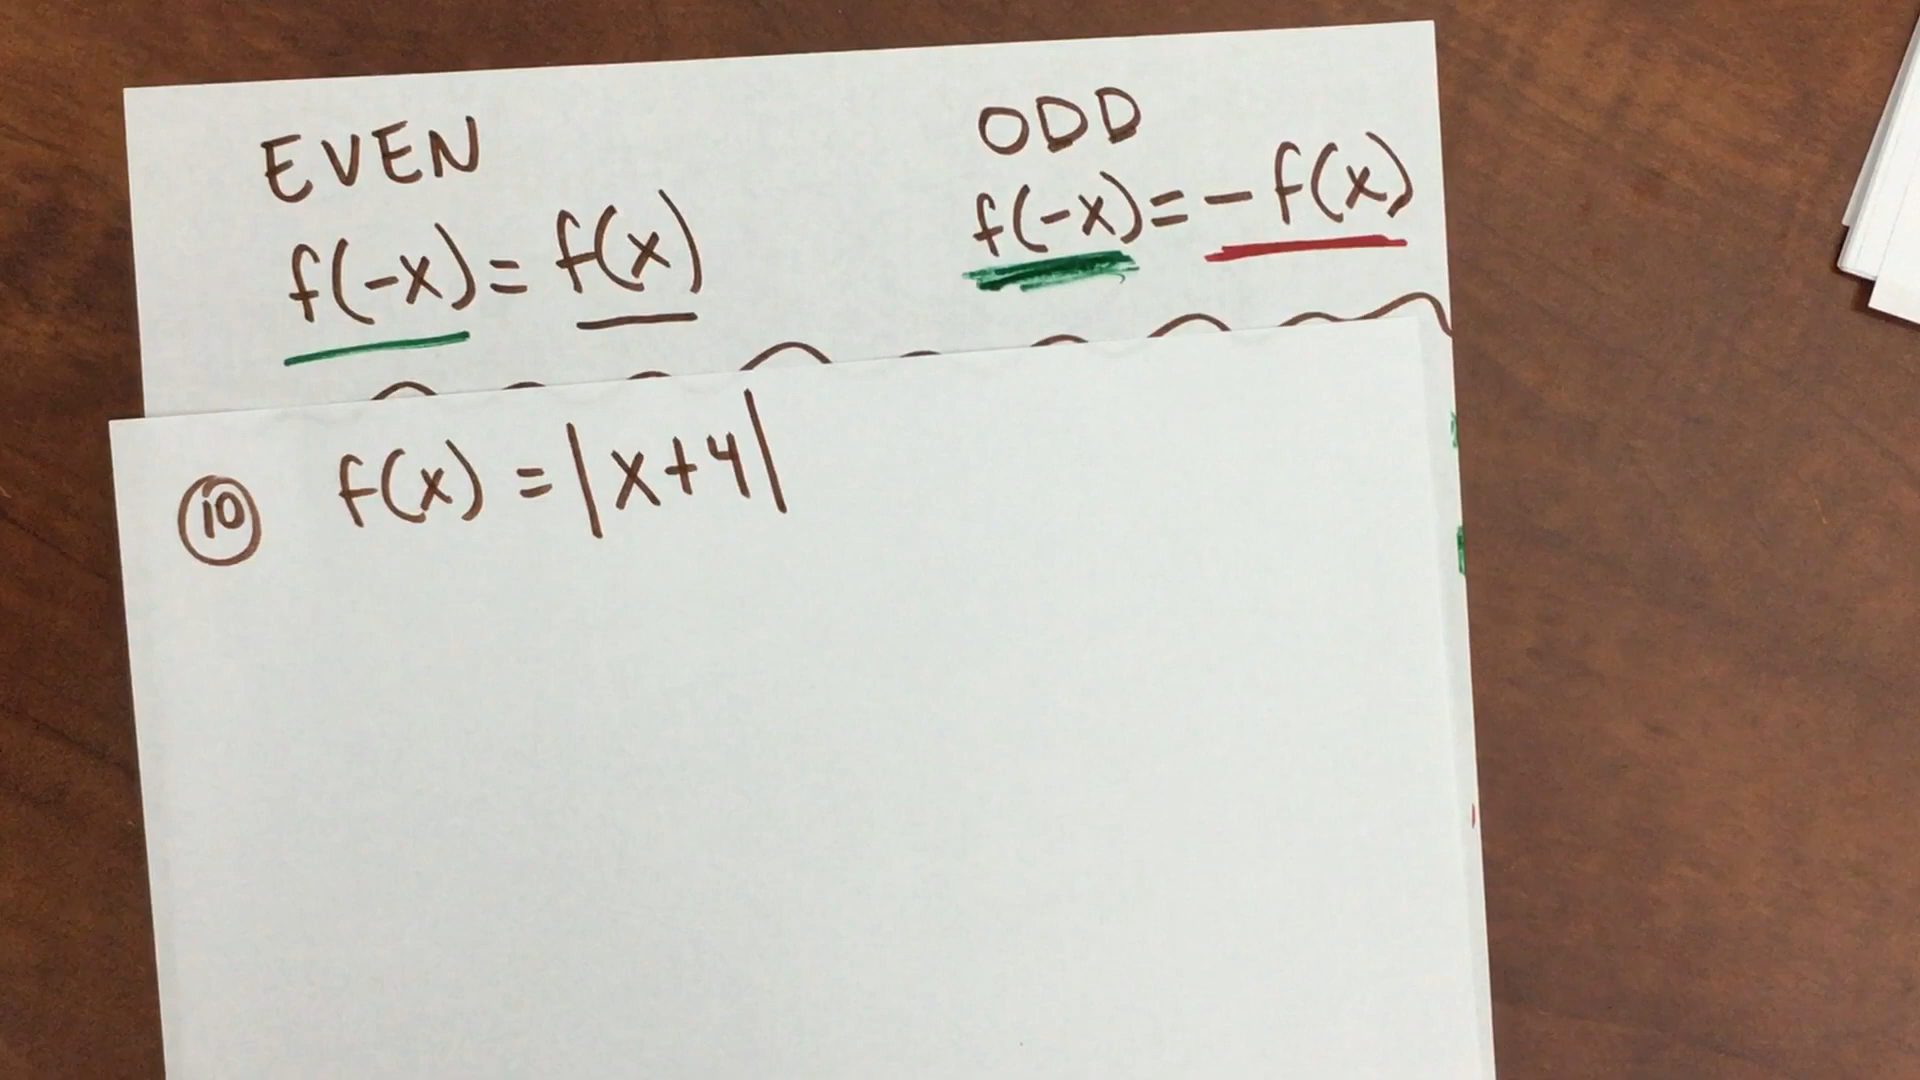 EVEN
f(-x) = f(x)
ODD
f(-x) = -f(x)
10 f(x) = |x+4|